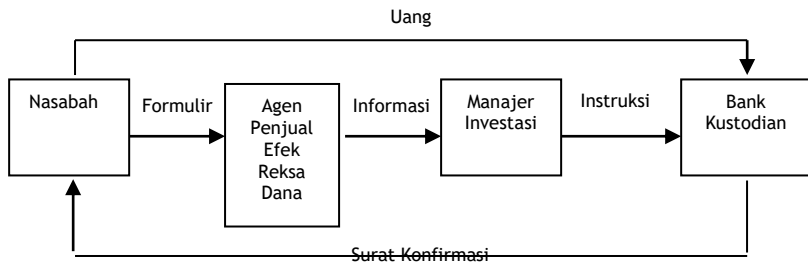 Uang
Nasabah
Formulir
Agen
Penjual
Efek
Reksa
Dana
Informasi
Manajer
Investasi
Instruksi
Bank
Kustodian
Surat Konfirmasi